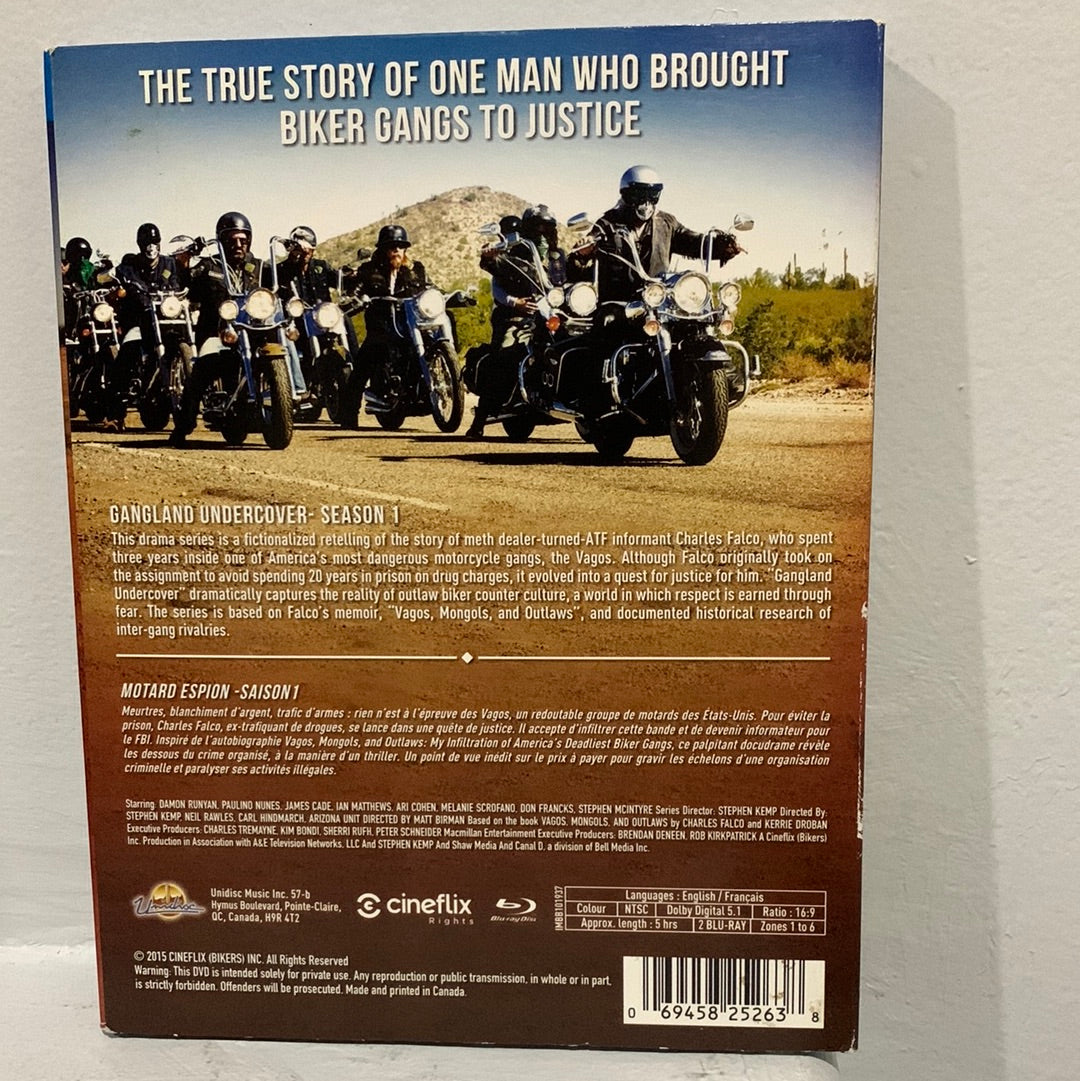 THE TRUE STORY OF ONE MAN WHO BROUGHT
BIKER GANGS TO JUSTICE
GANGLAND UNDERCOVER- SEASON 1
This drama series is a fictionalized retelling of the story of meth dealer-turned-ATF informant Charles Falco, who spent
three years inside one of America's most dangerous motorcycle gangs, the Vagos. Although Falco originally took on
the assignment to avoid spending 20 years in prison on drug charges, it evolved into a quest for justice for him. "Gangland
Undercover" dramatically captures the reality of outlaw biker counter culture, a world in which respect is earned through
fear. The series is based on Falco's memoir, "Vagos, Mongols, and Outlaws", and documented historical research of
inter-gang rivalries.
MOTARD ESPION -SAISON1
Meurtres, blanchiment d'argent, trafic d'armes : rien n'est à l'épreuve des Vagos, un redoutable groupe de motards des États-Unis. Pour éviter la
prison, Charles Falco, ex-trafiquant de drogues, se lance dans une quête de justice. Il accepte d'infiltrer cette bande et de devenir informateur pour
le FBI. Inspiré de l'autobiographie Vagos, Mongols, and Outlaws: My Infiltration of America's Deadliest Biker Gangs, ce palpitant docudrame révèle
les dessous du crime organisé, à la manière d'un thriller. Un point de vue inédit sur le prix à payer pour gravir les échelons d'une organisation
criminelle et paralyser ses activités illégales.
Starring: DAMON RUNYAN, PAULINO NUNES, JAMES CADE, IAN MATTHEWS, ARI COHEN, MELANIE SCROFANO, DON FRANCKS, STEPHEN MCINTYRE Series Director: STEPHEN KEMP Directed By:
STEPHEN KEMP, NEIL RAWLES, CARL HINDMARCH, ARIZONA UNIT DIRECTED BY MATT BIRMAN Based on the book VAGOS, MONGOLS, AND OUTLAWS by CHARLES FALCO and KERRIE DROBAN
Executive Producers: CHARLES TREMAYNE, KIM BONDI, SHERRI RUFH, PETER SCHNEIDER Macmillan Entertainment Executive Producers: BRENDAN DENEEN, ROB KIRKPATRICK A Cineflix (Bikers)
Inc. Production in Association with A&E Television Networks, LLC And STEPHEN KEMP And Shaw Media And Canal D, a division of Bell Media Inc.
Unidisc
Unidisc Music Inc. 57-b
Hymus Boulevard, Pointe-Claire,
QC, Canada, H9R 4T2
cineflix
Rights
Blu-ray Disc
IMBB101937
Languages : English / Français
Colour NTSC Dolby Digital 5.1 Ratio : 16:9
Approx. length : 5 hrs 2 BLU-RAY Zones 1 to 6
© 2015 CINEFLIX (BIKERS) INC. All Rights Reserved
Warning: This DVD is intended solely for private use. Any reproduction or public transmission, in whole or in part,
is strictly forbidden. Offenders will be prosecuted. Made and printed in Canada.
0 69458 25263 8